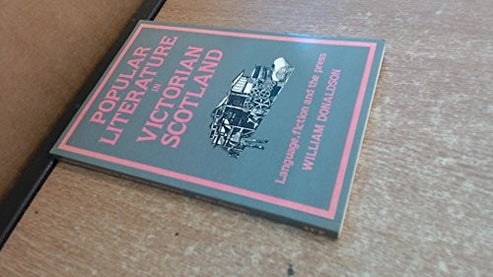 POPULAR
LITERATURE
IN
VICTORIAN
SCOTLAND
Language, fiction and the press
WILLIAM DONALDSON